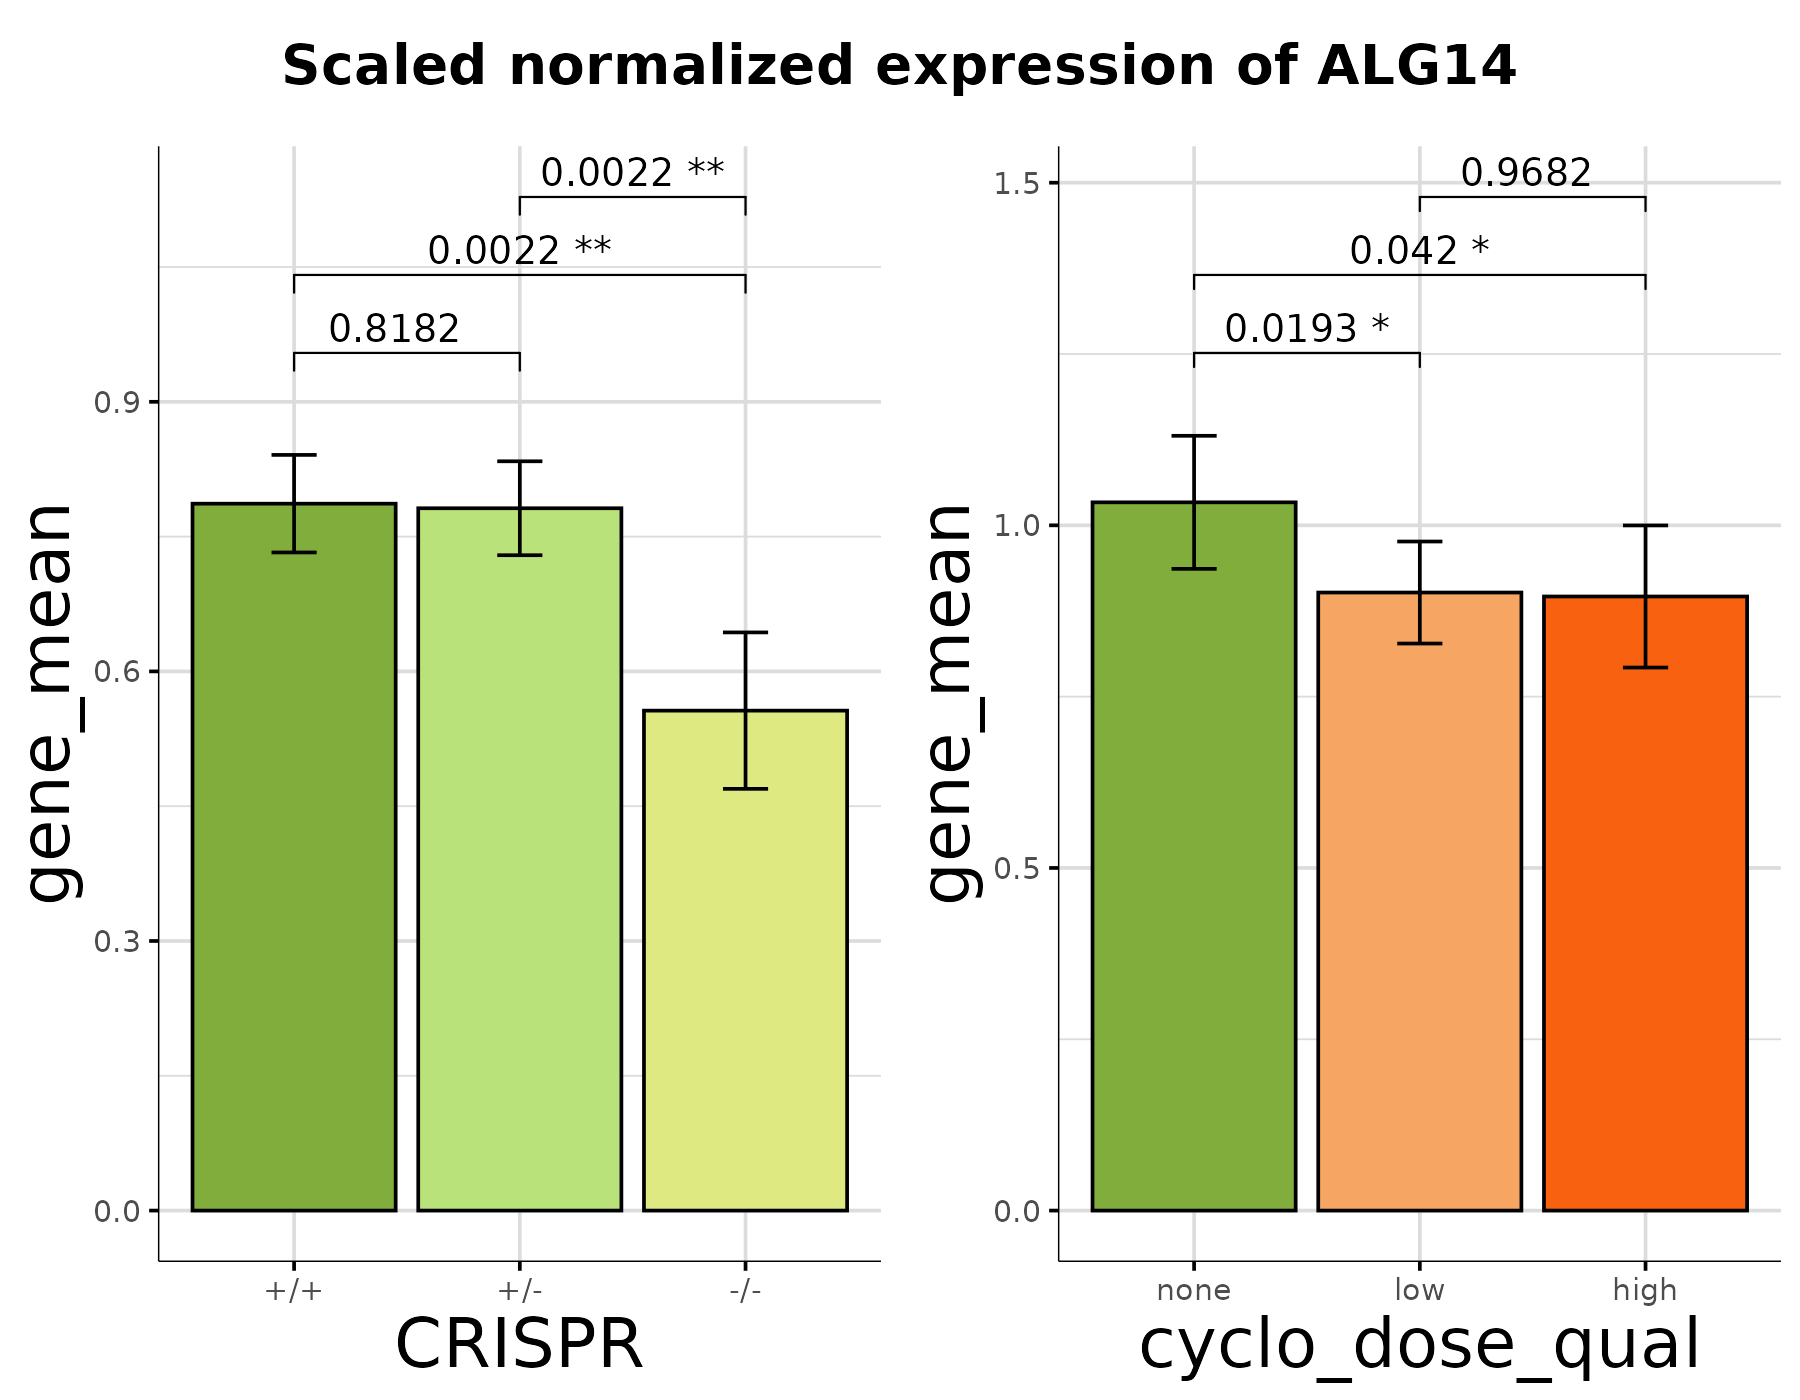 Scaled normalized expression of ALG14
0.0022 **
0.0022 **
0.8182
0.9
0.6
0.3
0.0
gene_mean
+/+ +/- -/-
CRISPR
0.9682
0.042 *
0.0193 *
1.5
1.0
0.5
0.0
gene_mean
none low high
cyclo_dose_qual